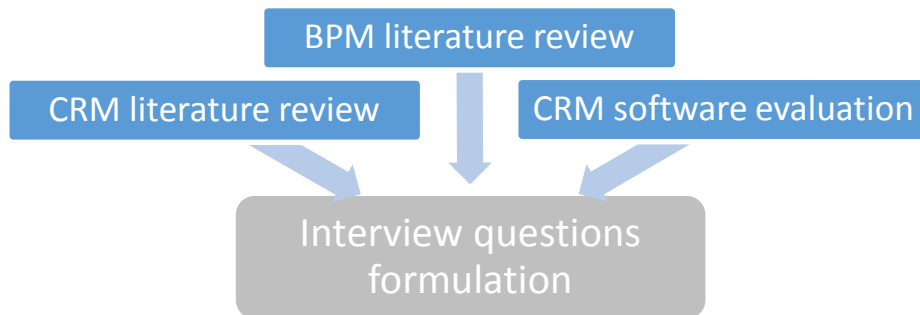 BPM literature review
CRM literature review
CRM software evaluation
Interview questions
formulation